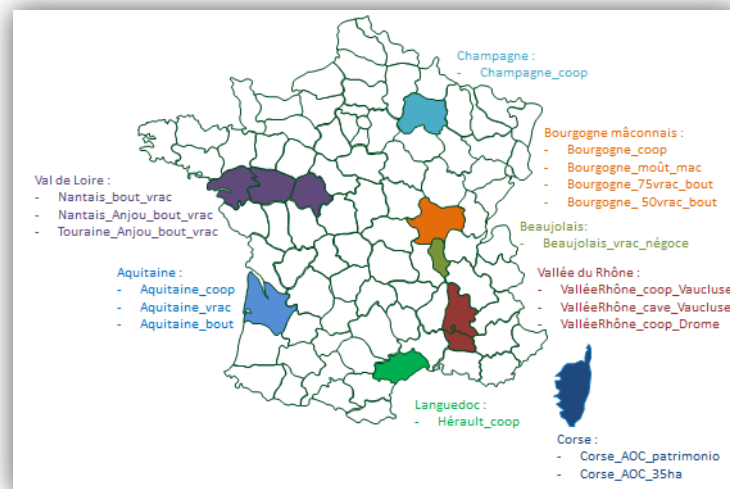 Champagne :
- Champagne_coop
Bourgogne mâconnais :
- Bourgogne_coop
- Bourgogne_moût_mac
- Bourgogne_75vrac_bout
- Bourgogne_ 50vrac_bout
Val de Loire :
- Nantais_bout_vrac
- Nantais_Anjou_bout_vrac
- Touraine_Anjou_bout_vrac
Beaujolais:
- Beaujolais_vrac_négoce
Aquitaine :
- Aquitaine_coop
- Aquitaine_vrac
- Aquitaine_bout
Vallée du Rhône :
- ValléeRhône_coop_Vaucluse
- ValléeRhône_cave_Vaucluse
- ValléeRhône_coop_Drome
Languedoc :
- Hérault_coop
Corse :
- Corse_AOC_patrimonio
- Corse_AOC_35ha